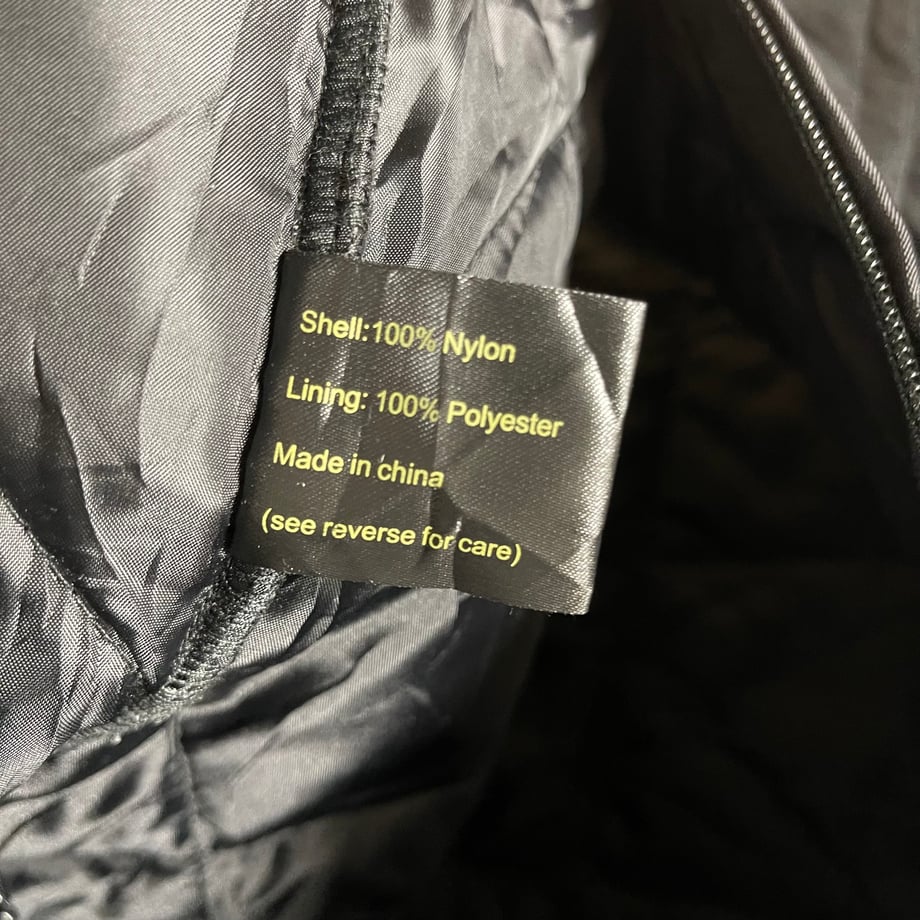 Shell:100% Nylon
Lining: 100% Polyester
Made in china
(see reverse for care)